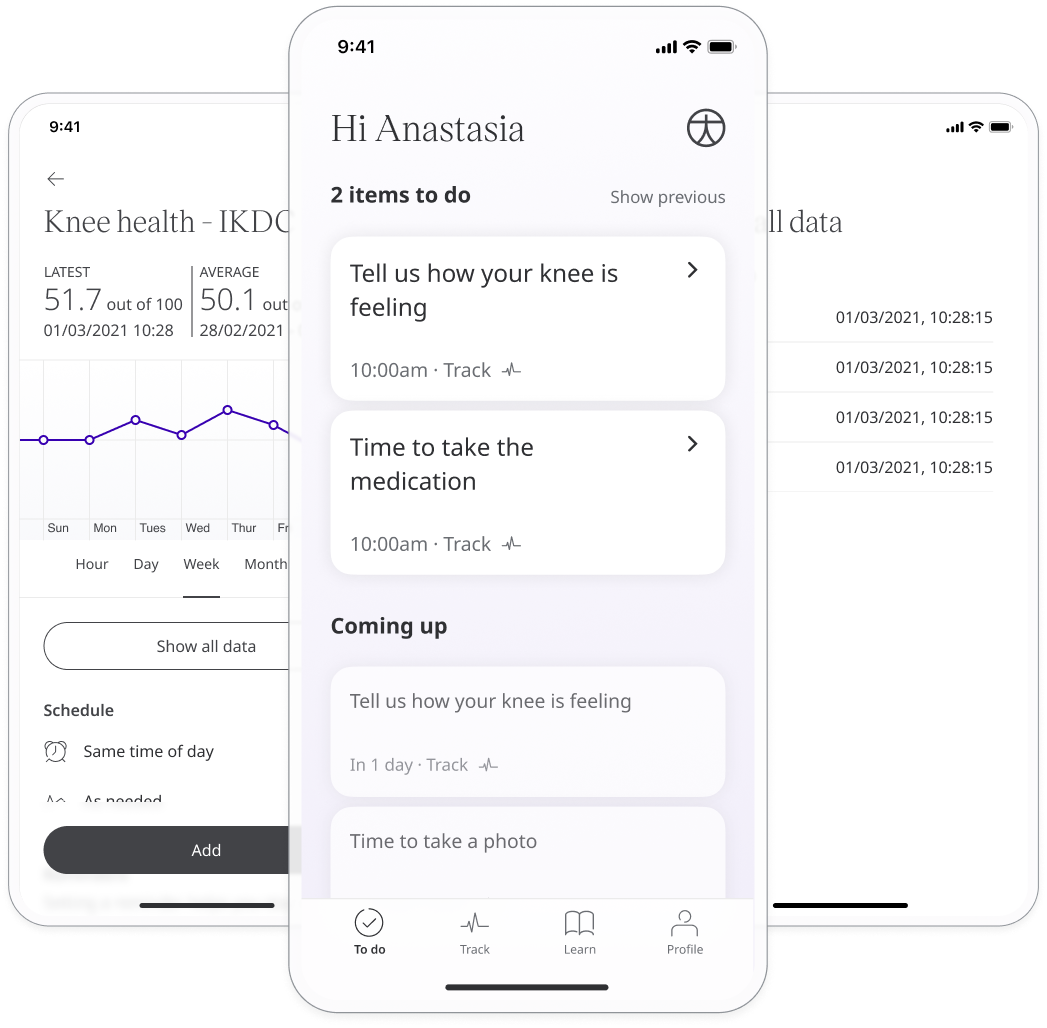 9:41
Knee health - IKDC
LATEST
51.7 out of 100
01/03/2021 10:28
AVERAGE
50.1 out
28/02/2021
Sun Mon Tues Wed Thur Fr
Hour Day Week Month
Show all data
Schedule
Same time of day
As needed
Add
9:41
Hi Anastasia
2 items to do
Show previous
Tell us how your knee is
feeling
10:00am · Track
Time to take the
medication
10:00am · Track
Coming up
Tell us how your knee is feeling
In 1 day · Track
Time to take a photo
To do Track Learn Profile
all data
01/03/2021, 10:28:15
01/03/2021, 10:28:15
01/03/2021, 10:28:15
01/03/2021, 10:28:15